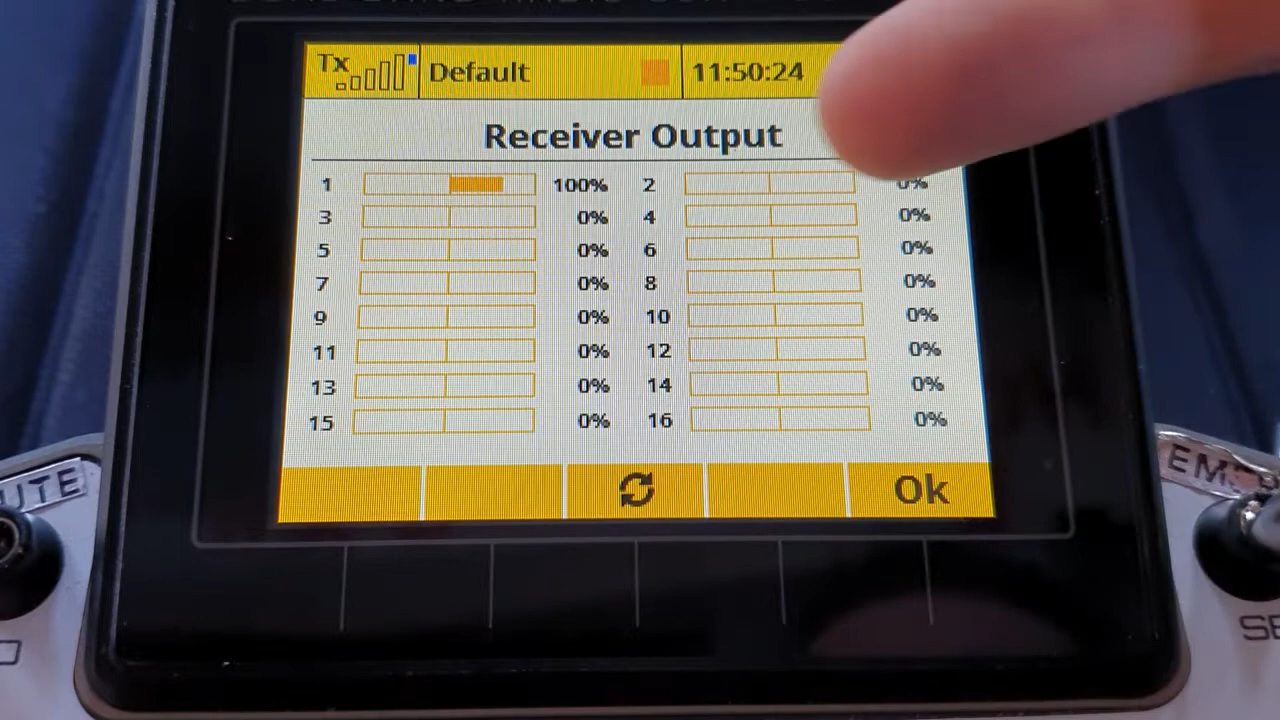 Tx Default 11:50:24
Receiver Output
1 100% 2 0%
3 0% 4 0%
5 0% 6 0%
7 0% 8 0%
9 0% 10 0%
11 0% 12 0%
13 0% 14 0%
15 0% 16 0%
Ok